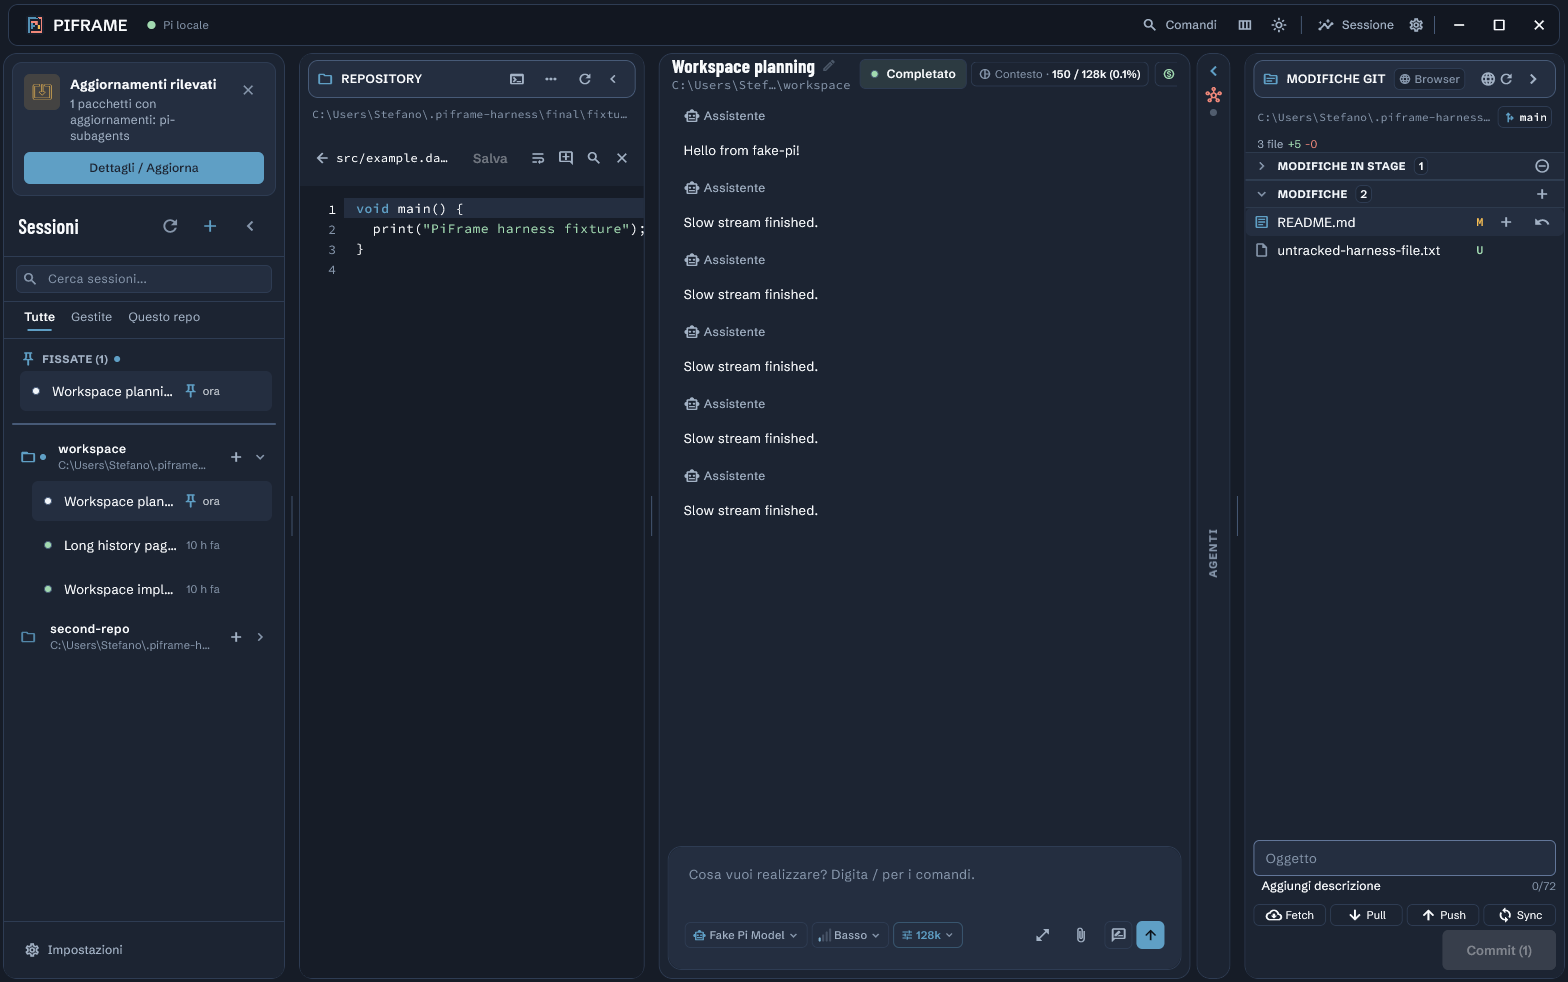 PIFRAME
Pi locale
Comandi
Sessione
Aggiornamenti rilevati
1 pacchetti con
aggiornamenti: pi-
subagents
Dettagli / Aggiorna
Sessioni
Cerca sessioni...
Tutte
Gestite
Questo repo
FISSATE (1)
Workspace planni...
ora
workspace
C:\Users\Stefano\.piframe...
Workspace plan...
ora
Long history pag...
10 h fa
Workspace impl...
10 h fa
second-repo
C:\Users\Stefano\.piframe-h...
Impostazioni
REPOSITORY
C:\Users\Stefano\.piframe-harness\final\fixtu...
src/example.da...
Salva
1 void main() {
2 print("PiFrame harness fixture");
3 }
4
Workspace planning
C:\Users\Stef...\workspace
Completato
Contesto · 150 / 128k (0.1%)
Assistente
Hello from fake-pi!
Assistente
Slow stream finished.
Assistente
Slow stream finished.
Assistente
Slow stream finished.
Assistente
Slow stream finished.
Assistente
Slow stream finished.
Cosa vuoi realizzare? Digita / per i comandi.
Fake Pi Model
Basso
128k
AGENTI
MODIFICHE GIT
Browser
C:\Users\Stefano\.piframe-harness...
main
3 file +5 -0
MODIFICHE IN STAGE 1
MODIFICHE 2
README.md
M
untracked-harness-file.txt
U
Oggetto
Aggiungi descrizione
0/72
Fetch
Pull
Push
Sync
Commit (1)